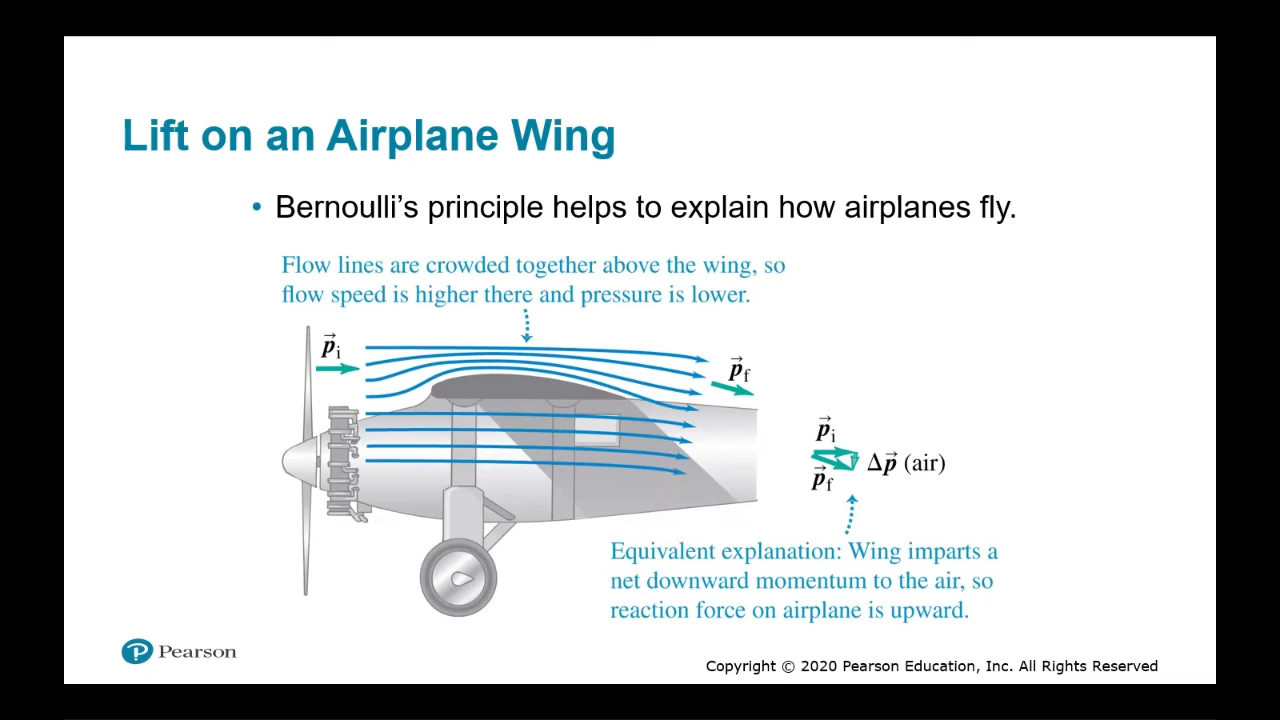 Lift on an Airplane Wing
• Bernoulli’s principle helps to explain how airplanes fly.
Flow lines are crowded together above the wing, so
flow speed is higher there and pressure is lower.
p⃗i
p⃗f
p⃗i
Δp⃗ (air)
p⃗f
Equivalent explanation: Wing imparts a
net downward momentum to the air, so
reaction force on airplane is upward.
P Pearson
Copyright © 2020 Pearson Education, Inc. All Rights Reserved